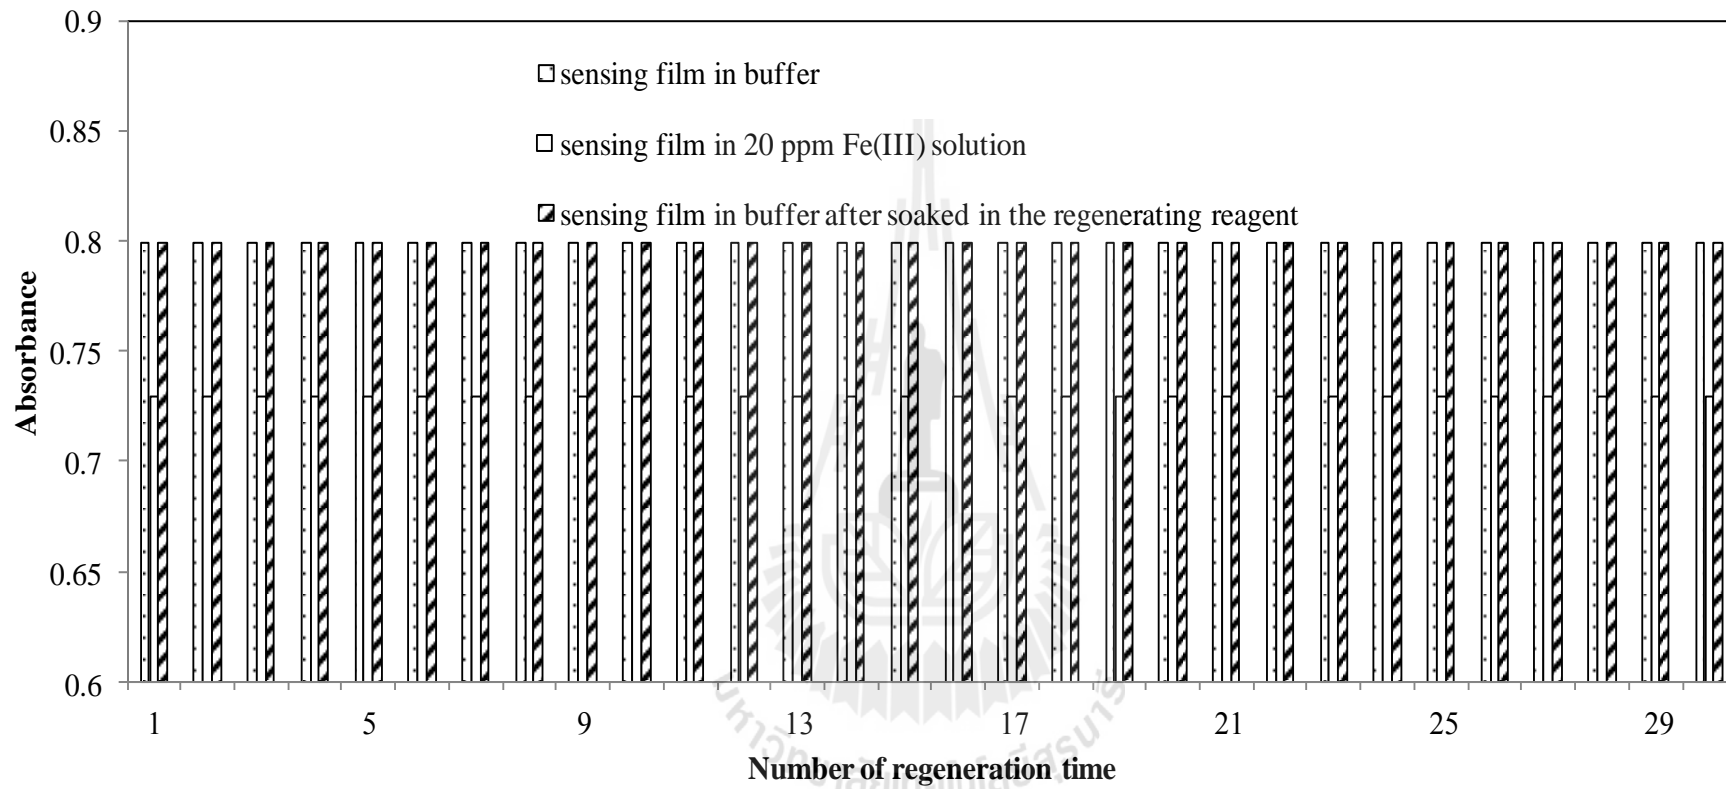 0.9
sensing film in buffer
0.85
sensing film in 20 ppm Fe(III) solution
sensing film in buffer after soaked in the regenerating reagent
0.8
0.75
Absorbance
0.7
0.65
0.6
1 5 9 13 17 21 25 29
Number of regeneration time